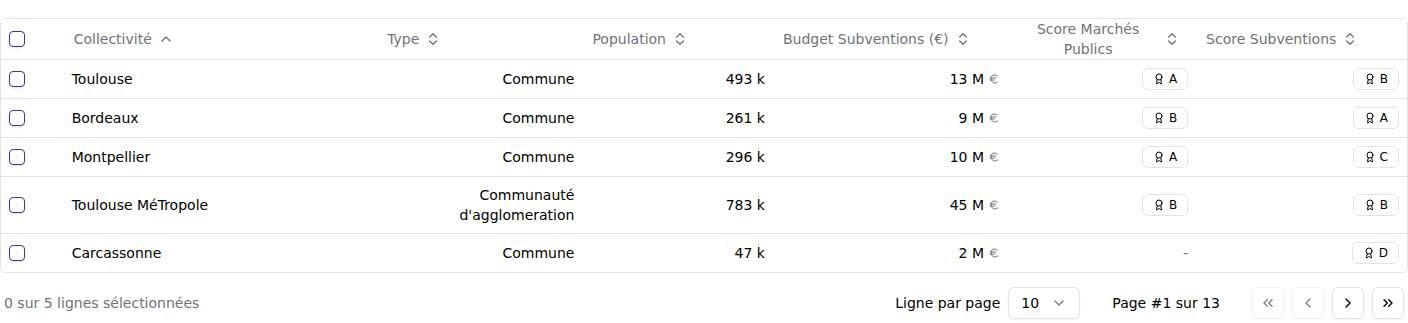 Collectivité Type Population Budget Subventions (€) Score Marchés Publics Score Subventions
Toulouse Commune 493 k 13 M € A B
Bordeaux Commune 261 k 9 M € B A
Montpellier Commune 296 k 10 M € A C
Toulouse MéTropole Communauté d'agglomeration 783 k 45 M € B B
Carcassonne Commune 47 k 2 M € - D
0 sur 5 lignes sélectionnées Ligne par page 10 Page #1 sur 13